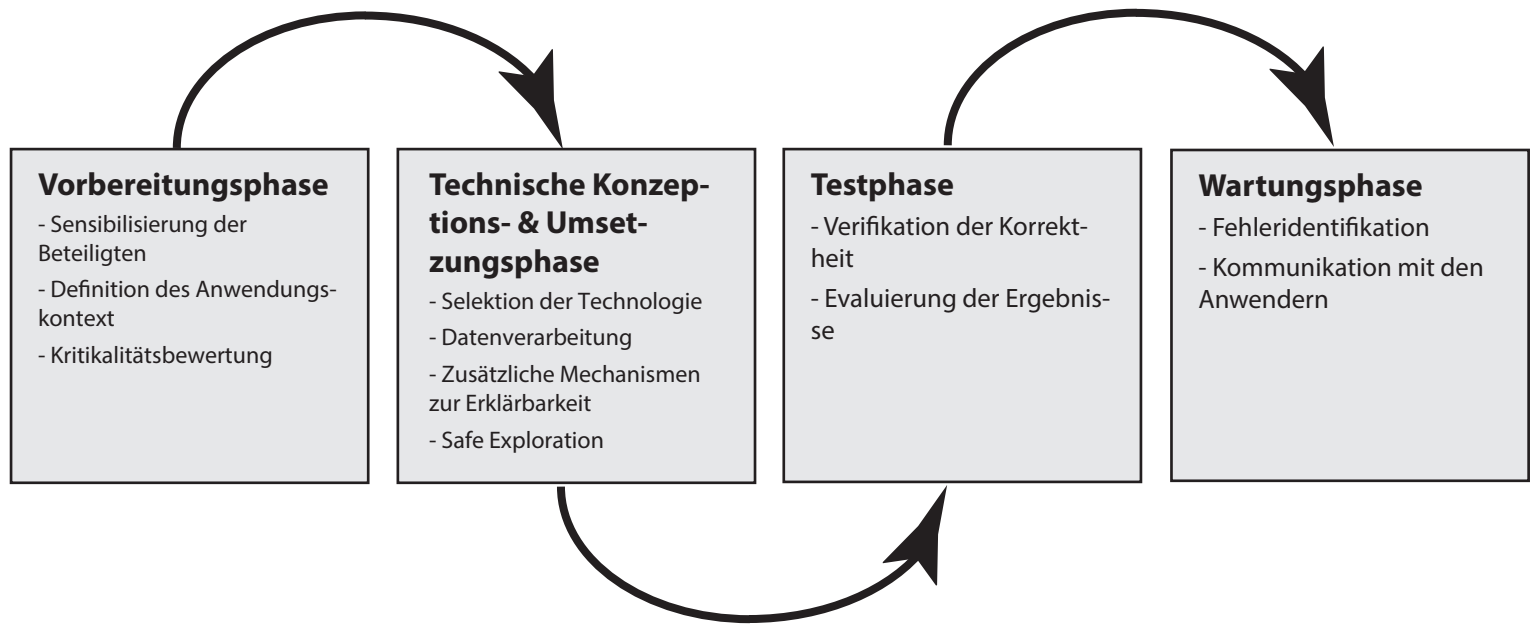 Vorbereitungsphase
- Sensibilisierung der
Beteiligten
- Definition des Anwendungs-
kontext
- Kritikalitätsbewertung
Technische Konzep-
tions- & Umset-
zungsphase
- Selektion der Technologie
- Datenverarbeitung
- Zusätzliche Mechanismen
zur Erklärbarkeit
- Safe Exploration
Testphase
- Verifikation der Korrekt-
heit
- Evaluierung der Ergebnis-
se
Wartungsphase
- Fehleridentifikation
- Kommunikation mit den
Anwendern